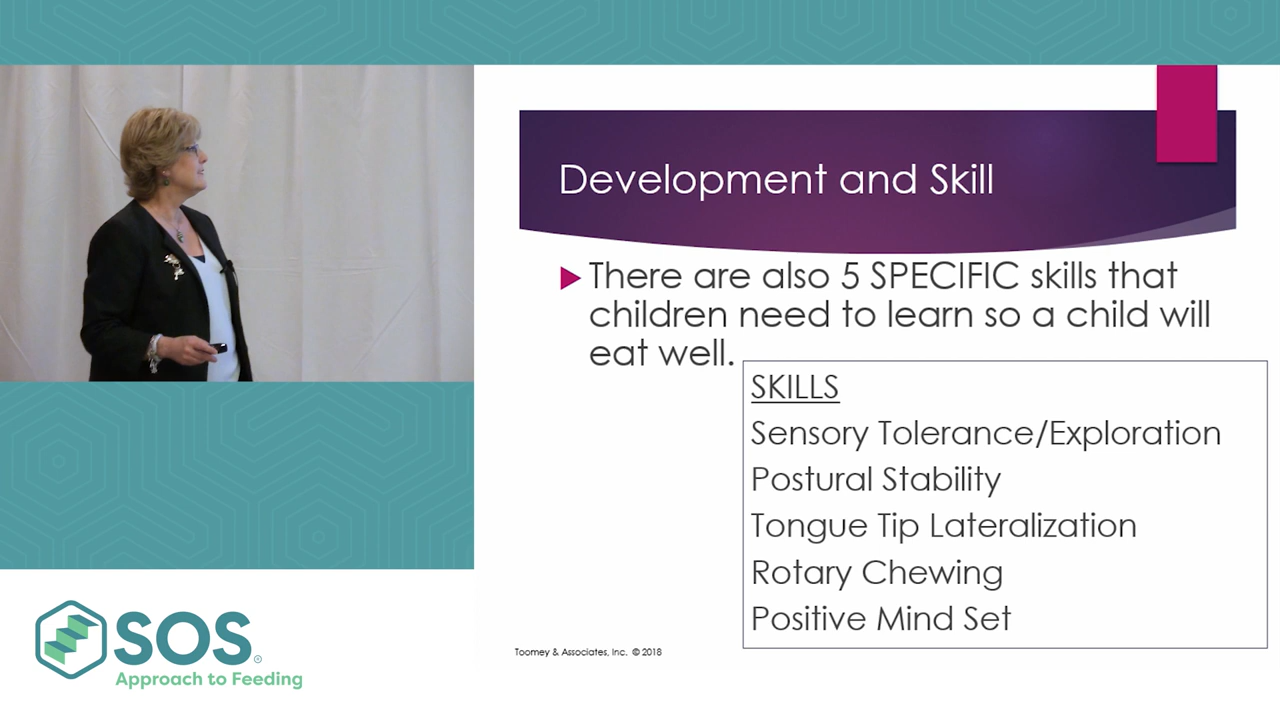 Development and Skill
There are also 5 SPECIFIC skills that
children need to learn so a child will
eat well.
SKILLS
Sensory Tolerance/Exploration
Postural Stability
Tongue Tip Lateralization
Rotary Chewing
Positive Mind Set
Toomey & Associates, Inc. © 2018
SOS®
Approach to Feeding